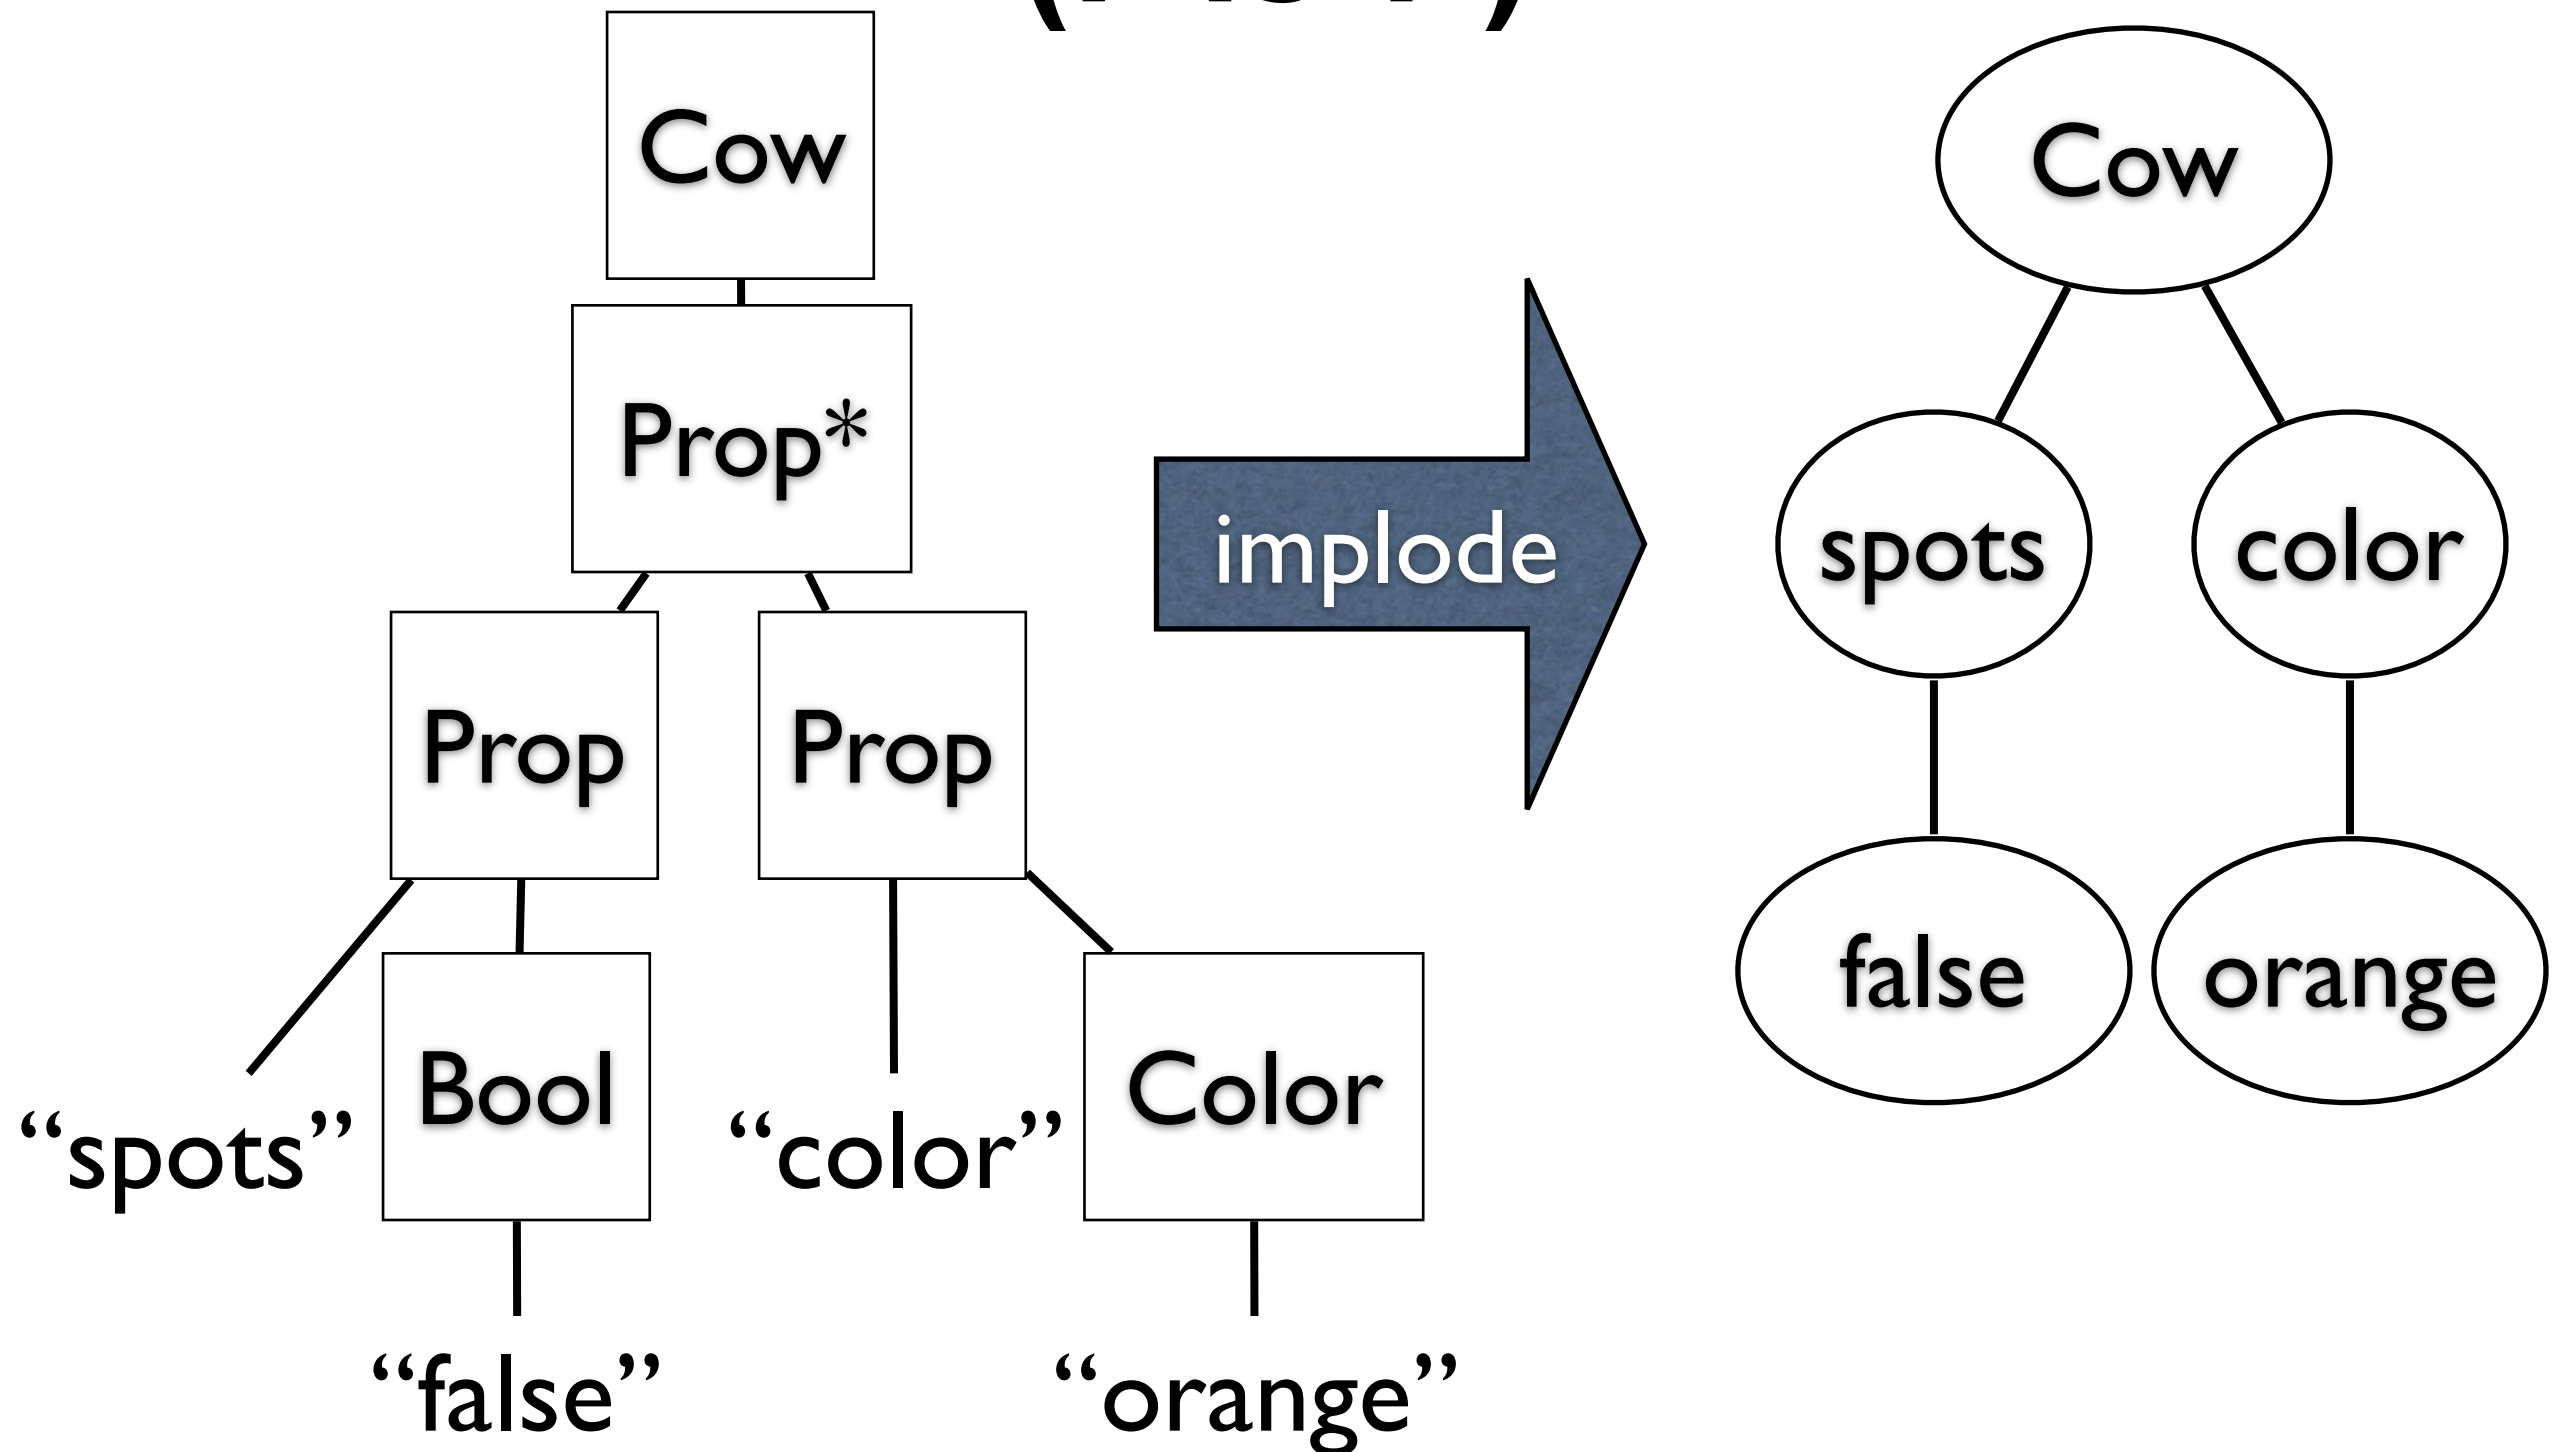 Cow
Prop*
Prop Prop
"spots" Bool "color" Color
"false" "orange"
implode
Cow
spots color
false orange